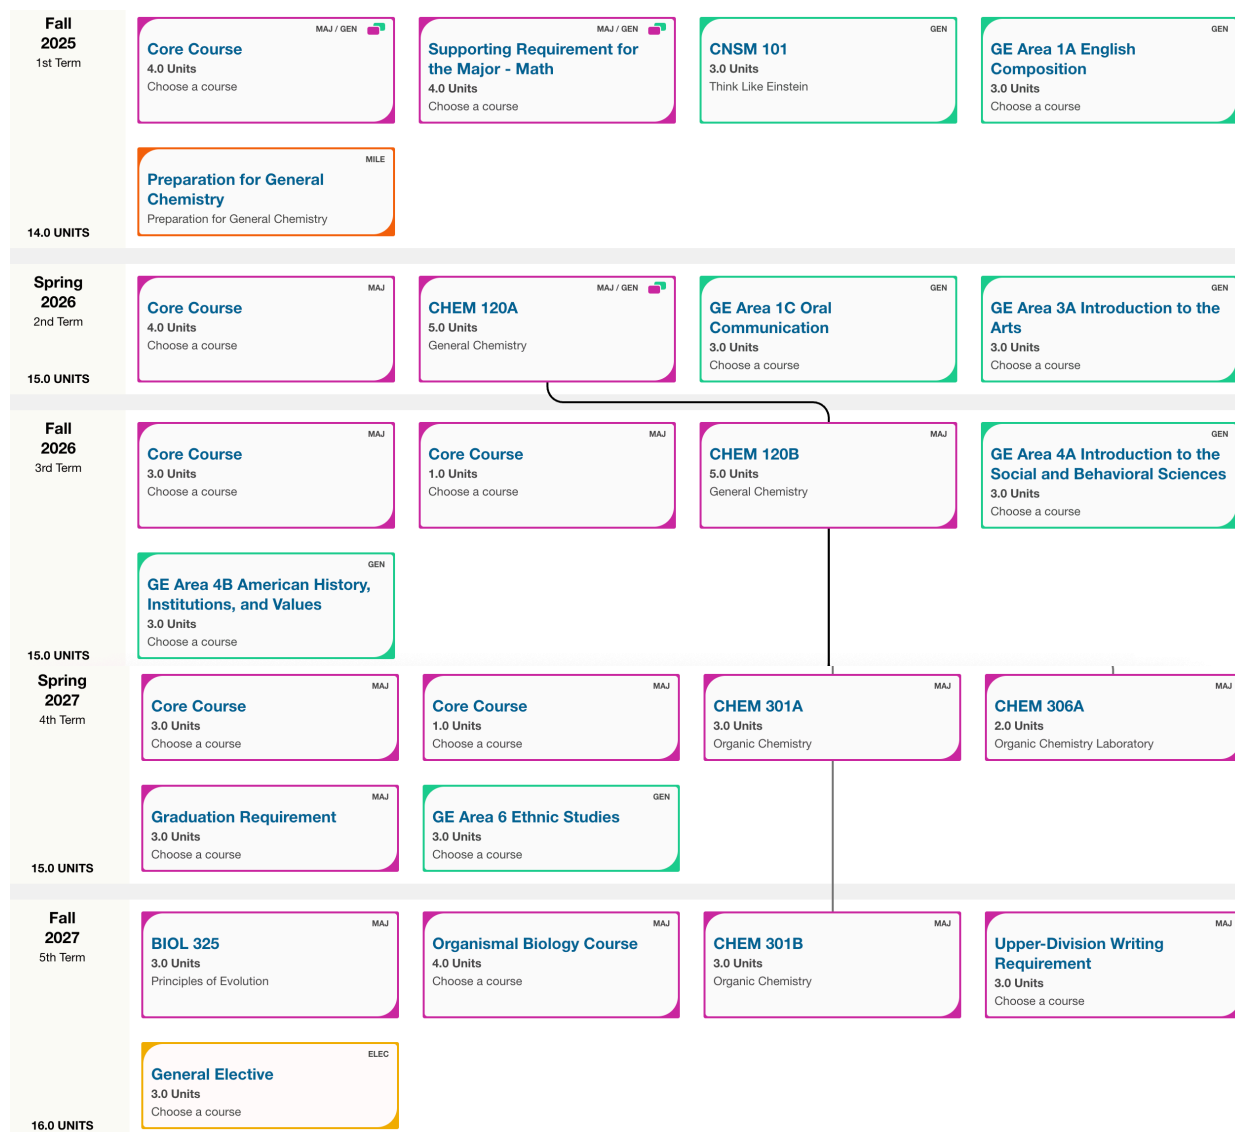 Fall
2025
1st Term
14.0 UNITS
MAJ / GEN
Core Course
4.0 Units
Choose a course
MAJ / GEN
Supporting Requirement for
the Major - Math
4.0 Units
Choose a course
GEN
CNSM 101
3.0 Units
Think Like Einstein
GEN
GE Area 1A English
Composition
3.0 Units
Choose a course
MILE
Preparation for General
Chemistry
Preparation for General Chemistry
Spring
2026
2nd Term
15.0 UNITS
MAJ
Core Course
4.0 Units
Choose a course
MAJ / GEN
CHEM 120A
5.0 Units
General Chemistry
GEN
GE Area 1C Oral
Communication
3.0 Units
Choose a course
GEN
GE Area 3A Introduction to the
Arts
3.0 Units
Choose a course
Fall
2026
3rd Term
15.0 UNITS
MAJ
Core Course
3.0 Units
Choose a course
MAJ
Core Course
1.0 Units
Choose a course
MAJ
CHEM 120B
5.0 Units
General Chemistry
GEN
GE Area 4A Introduction to the
Social and Behavioral Sciences
3.0 Units
Choose a course
GEN
GE Area 4B American History,
Institutions, and Values
3.0 Units
Choose a course
Spring
2027
4th Term
15.0 UNITS
MAJ
Core Course
3.0 Units
Choose a course
MAJ
Core Course
1.0 Units
Choose a course
MAJ
CHEM 301A
3.0 Units
Organic Chemistry
MAJ
CHEM 306A
2.0 Units
Organic Chemistry Laboratory
MAJ
Graduation Requirement
3.0 Units
Choose a course
GEN
GE Area 6 Ethnic Studies
3.0 Units
Choose a course
Fall
2027
5th Term
16.0 UNITS
MAJ
BIOL 325
3.0 Units
Principles of Evolution
MAJ
Organismal Biology Course
4.0 Units
Choose a course
MAJ
CHEM 301B
3.0 Units
Organic Chemistry
MAJ
Upper-Division Writing
Requirement
3.0 Units
Choose a course
ELEC
General Elective
3.0 Units
Choose a course